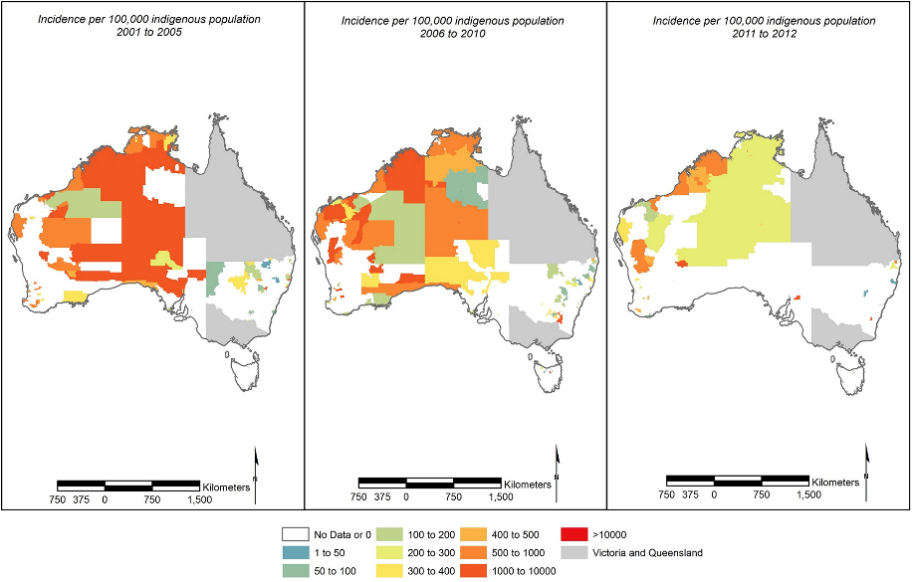 Incidence per 100,000 indigenous population
2001 to 2005
Incidence per 100,000 indigenous population
2006 to 2010
Incidence per 100,000 indigenous population
2011 to 2012
Kilometers
750 375 0 750 1,500
N
Kilometers
750 375 0 750 1,500
N
Kilometers
750 375 0 750 1,500
N
No Data or 0
1 to 50
50 to 100
100 to 200
200 to 300
300 to 400
400 to 500
500 to 1000
1000 to 10000
>10000
Victoria and Queensland